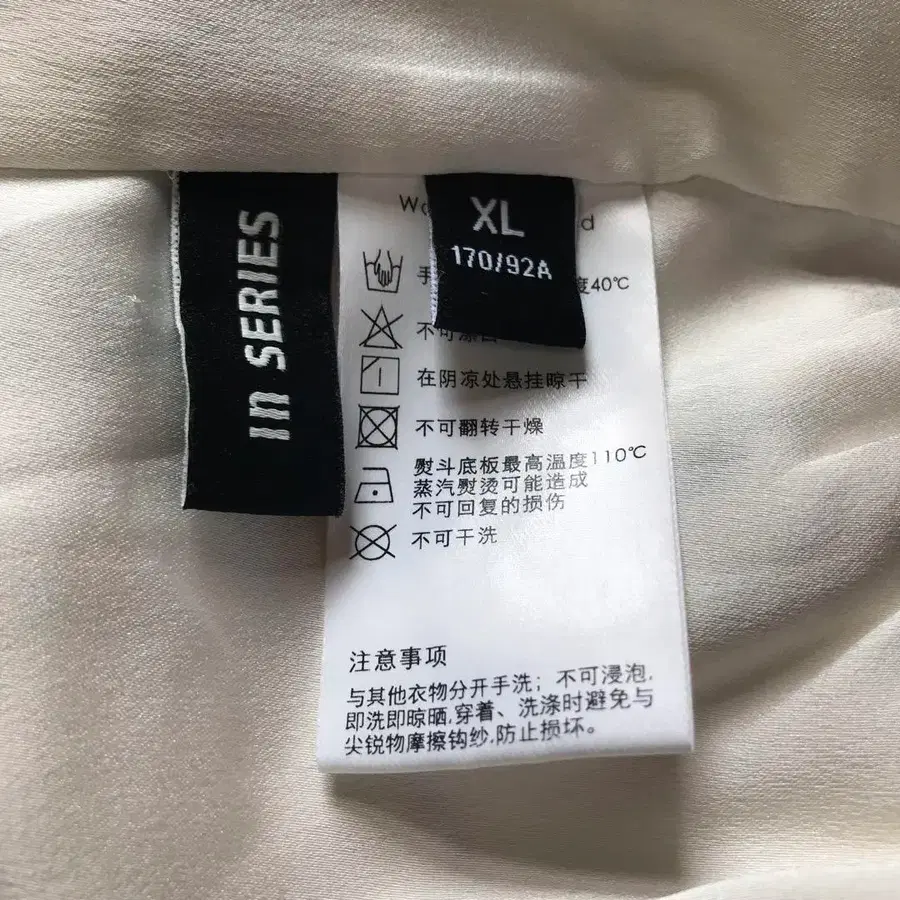 In SERIES
XL
170/92A
手 度40℃
不可漂白
在阴凉处悬挂晾干
不可翻转干燥
熨斗底板最高温度110℃
蒸汽熨烫可能造成
不可回复的损伤
不可干洗
注意事项
与其他衣物分开手洗；不可浸泡,
即洗即晾晒,穿着、洗涤时避免与
尖锐物摩擦钩纱,防止损坏。